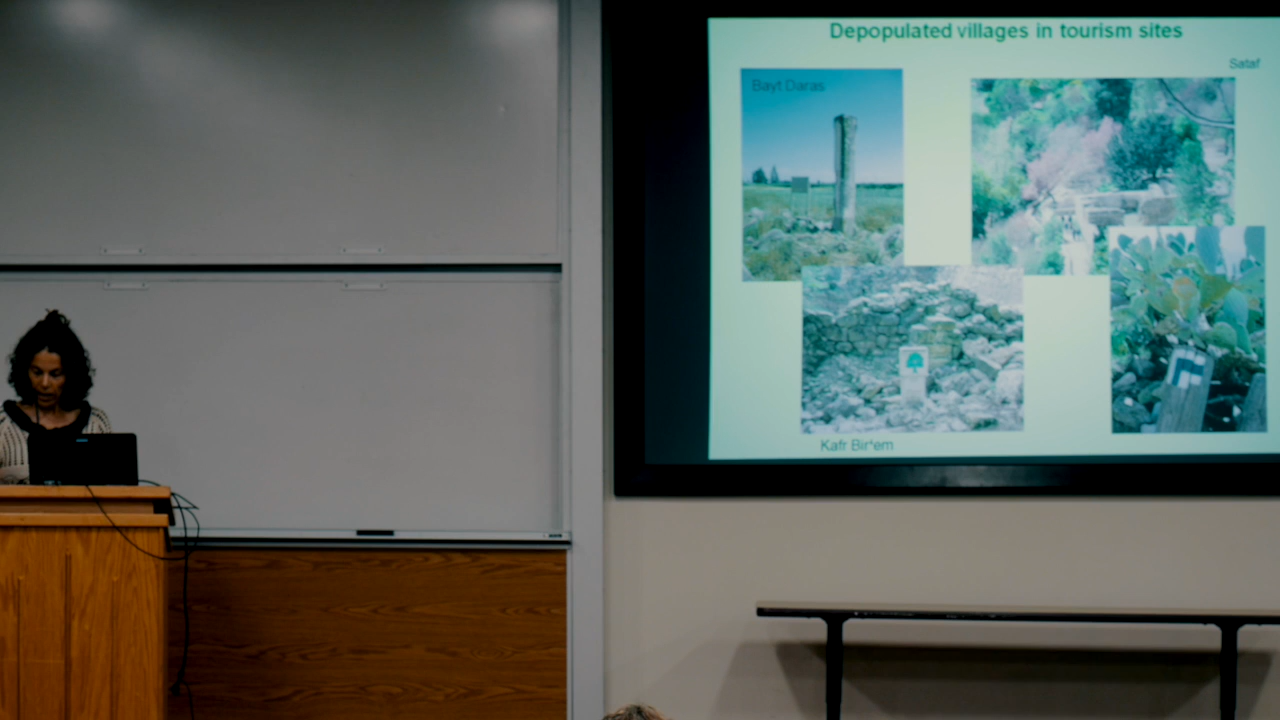 Depopulated villages in tourism sites
Sataf
Bayt Daras
Kafr Bir'em